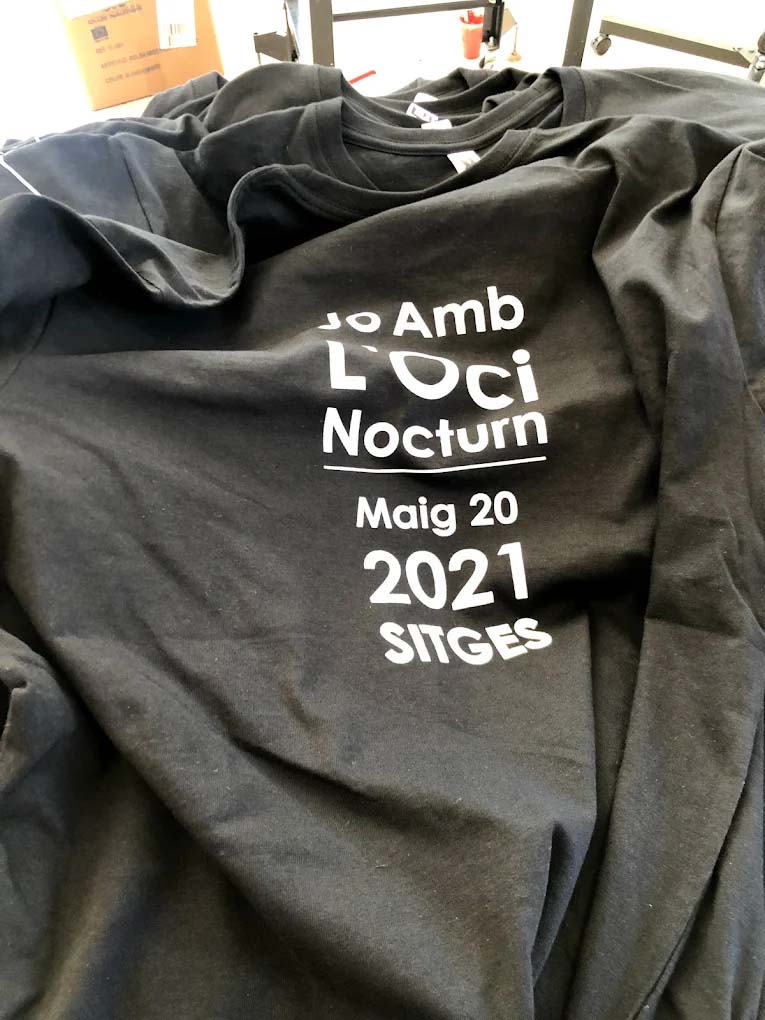 Jo Amb
L'Oci
Nocturn
Maig 20
2021
SITGES